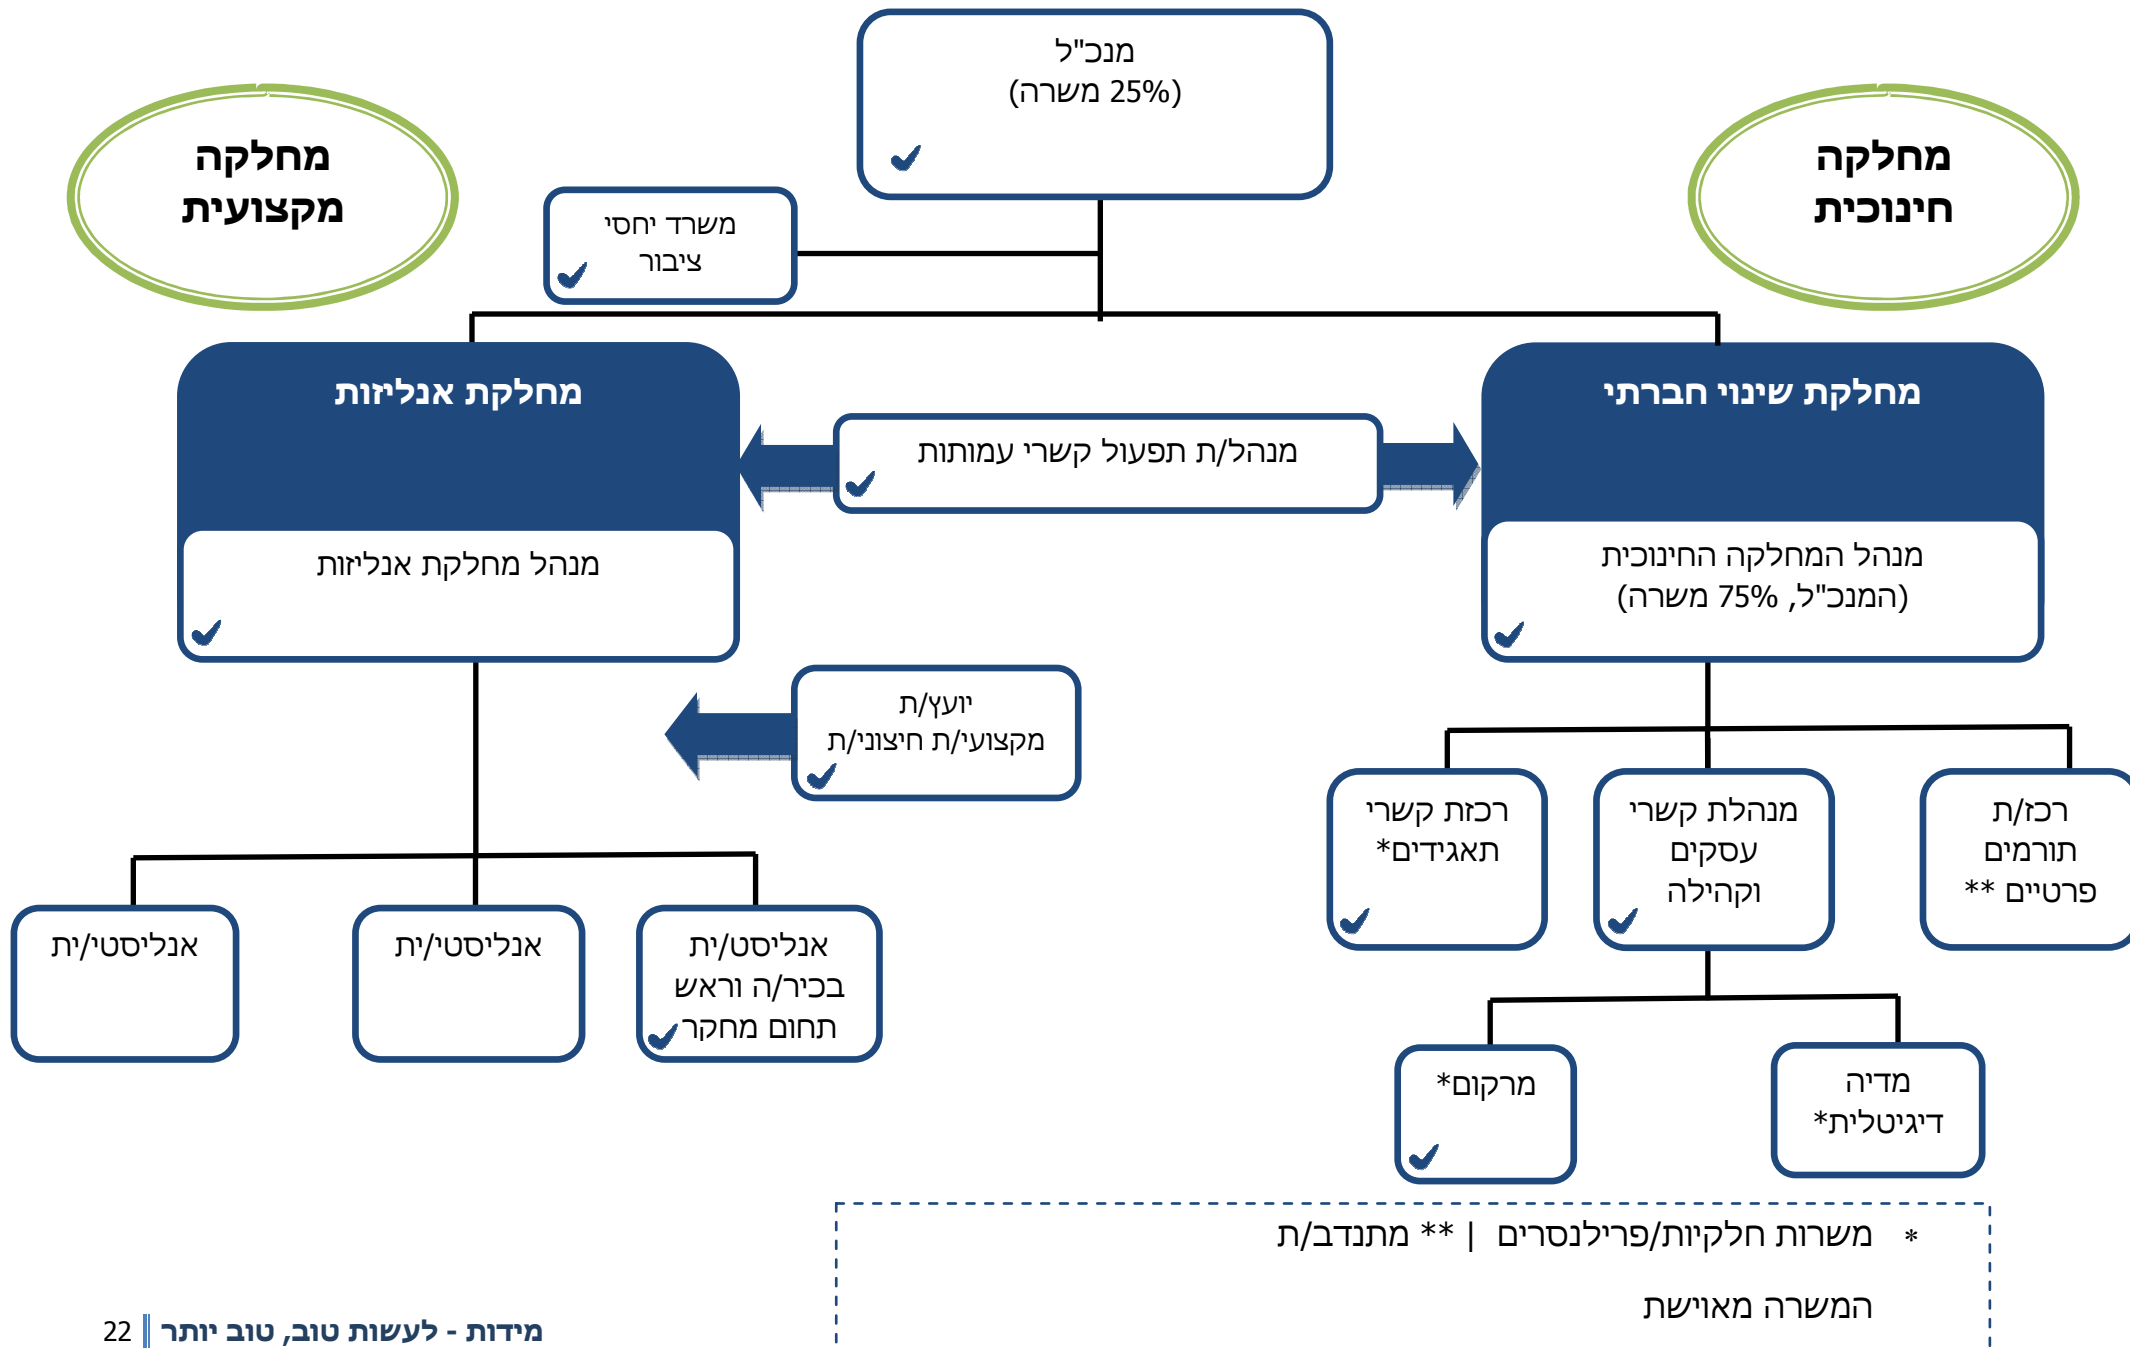 מנכ"ל
(25% משרה)
מחלקה
חינוכית
מחלקה
מקצועית
משרד יחסי
ציבור
מחלקת שינוי חברתי
מחלקת אנליזות
מנהל/ת תפעול קשרי עמותות
מנהל המחלקה החינוכית
(המנכ"ל, 75% משרה)
מנהל מחלקת אנליזות
יועץ/ת
מקצועי/ת חיצוני/ת
רכז/ת
תורמים
פרטיים **
מנהלת קשרי
עסקים
וקהילה
רכזת קשרי
תאגידים*
אנליסט/ית
בכיר/ה וראש
תחום מחקר
אנליסטי/ית
אנליסטי/ית
מדיה
דיגיטלית*
מרקום*
* משרות חלקיות/פרילנסרים | ** מתנדב/ת
המשרה מאוישת
מידות - לעשות טוב, טוב יותר 22